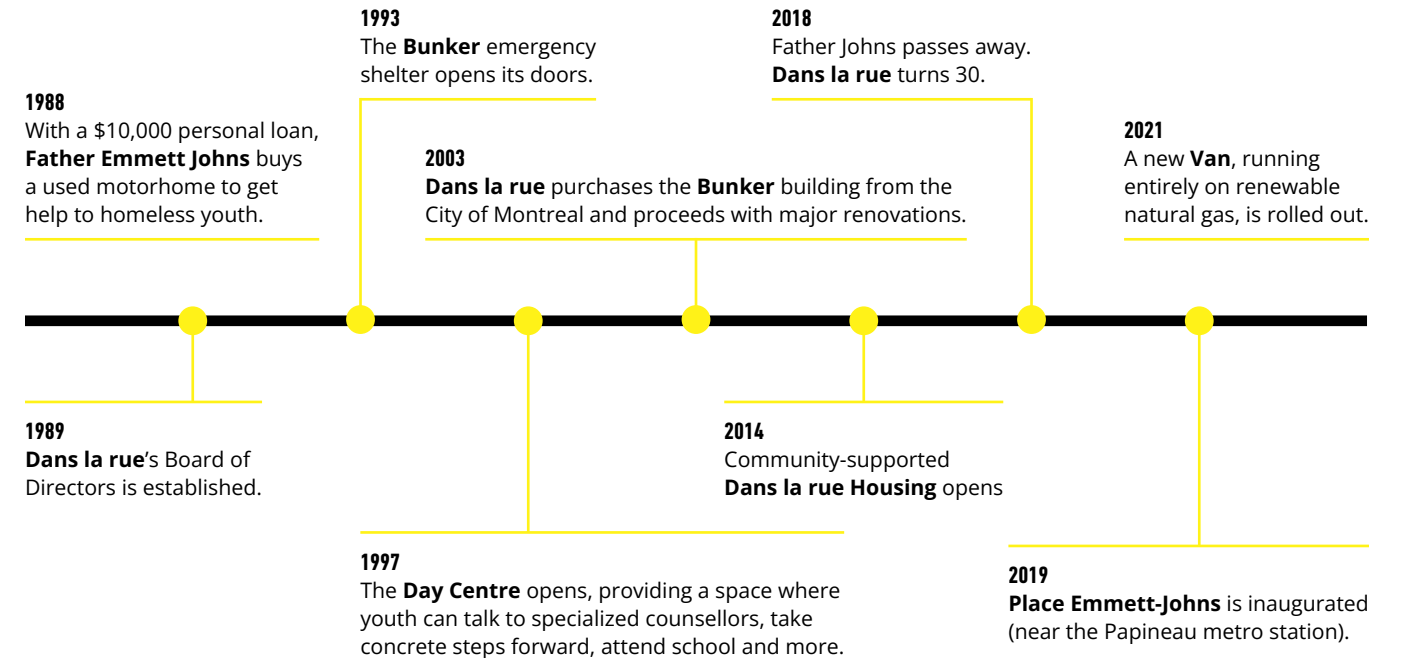 1988
With a $10,000 personal loan,
Father Emmett Johns buys
a used motorhome to get
help to homeless youth.
1989
Dans la rue’s Board of
Directors is established.
1993
The Bunker emergency
shelter opens its doors.
1997
The Day Centre opens, providing a space where
youth can talk to specialized counsellors, take
concrete steps forward, attend school and more.
2003
Dans la rue purchases the Bunker building from the
City of Montreal and proceeds with major renovations.
2014
Community-supported
Dans la rue Housing opens
2018
Father Johns passes away.
Dans la rue turns 30.
2019
Place Emmett-Johns is inaugurated
(near the Papineau metro station).
2021
A new Van, running
entirely on renewable
natural gas, is rolled out.